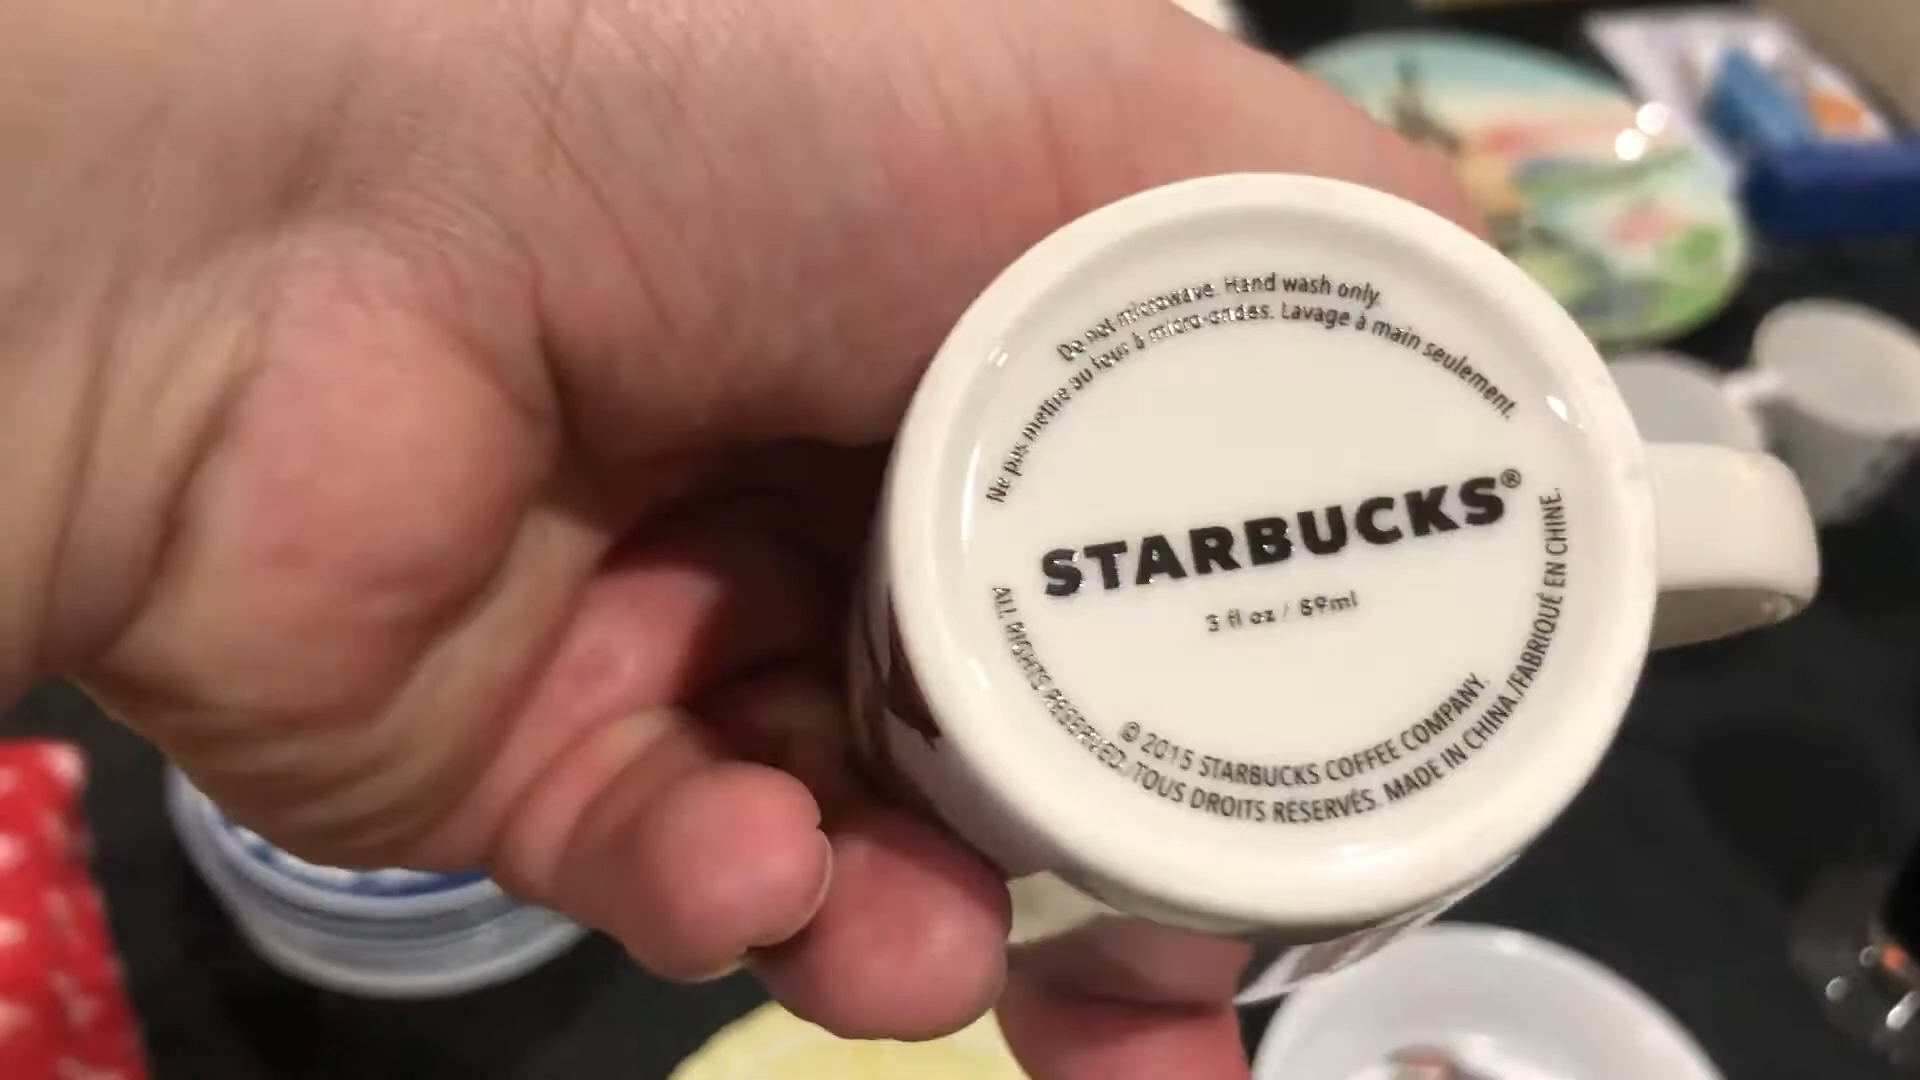 Do not microwave. Hand wash only.
Ne pas mettre au four à micro-ondes. Lavage à main seulement.
STARBUCKS®
3 fl oz / 89ml
© 2015 STARBUCKS COFFEE COMPANY.
ALL RIGHTS RESERVED./TOUS DROITS RÉSERVÉS. MADE IN CHINA./FABRIQUÉ EN CHINE.